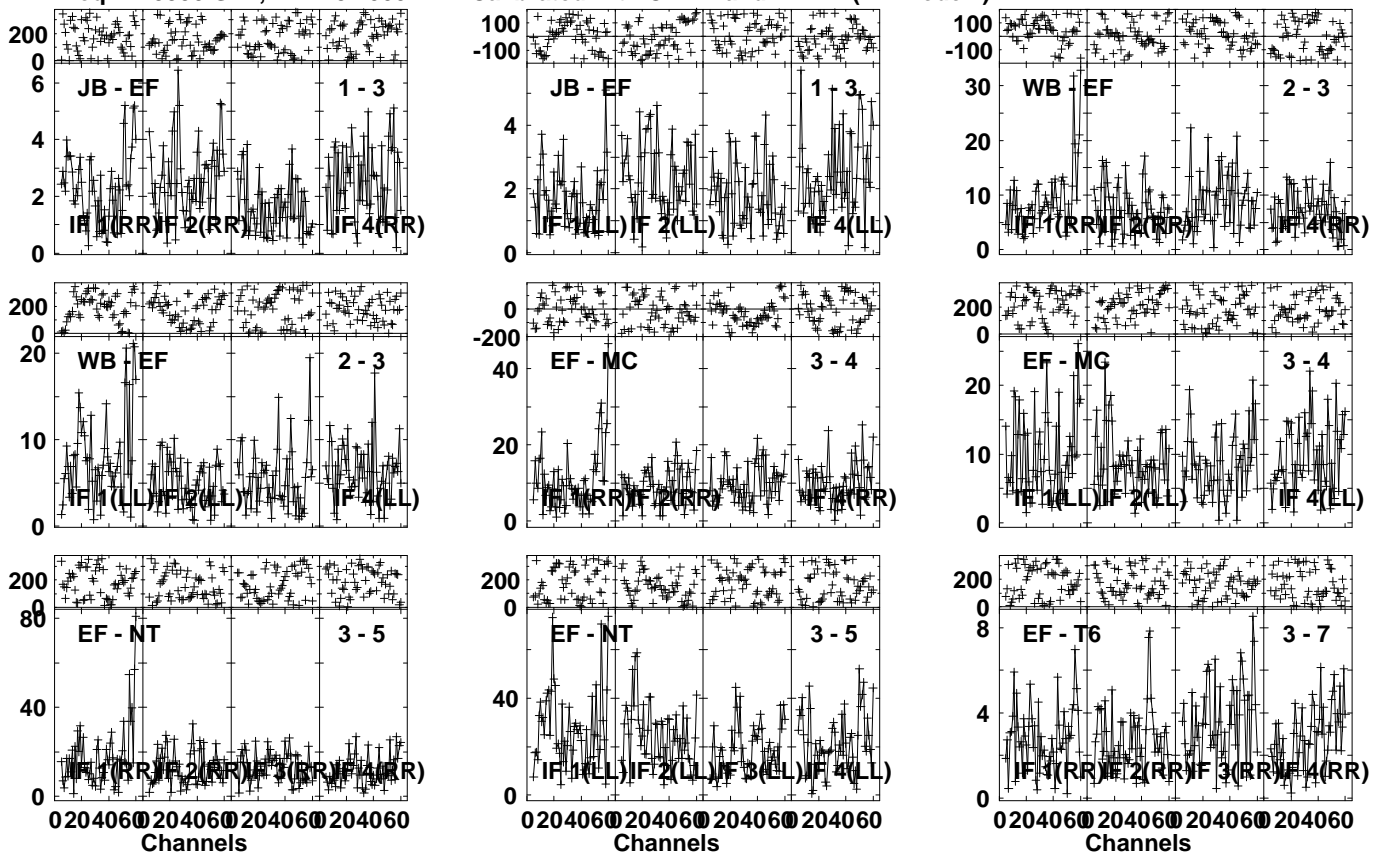 200
0
100
-100
100
-100
6
4
2
0
JB - EF 1 - 3
IF 1(RR) IF 2(RR) IF 4(RR)
4
2
0
JB - EF 1 - 3
IF 1(LL) IF 2(LL) IF 4(LL)
30
20
10
0
WB - EF 2 - 3
IF 1(RR) IF 2(RR) IF 4(RR)
200
0
0
-200
200
0
20
10
0
WB - EF 2 - 3
IF 1(LL) IF 2(LL) IF 4(LL)
40
20
0
EF - MC 3 - 4
IF 1(RR) IF 2(RR) IF 4(RR)
20
10
0
EF - MC 3 - 4
IF 1(LL) IF 2(LL) IF 4(LL)
200
0
200
0
200
0
80
40
0
EF - NT 3 - 5
IF 1(RR) IF 2(RR) IF 3(RR) IF 4(RR)
40
0
EF - NT 3 - 5
IF 1(LL) IF 2(LL) IF 3(LL) IF 4(LL)
8
4
0
EF - T6 3 - 7
IF 1(RR) IF 2(RR) IF 3(RR) IF 4(RR)
0 20 40 60 0 20 40 60 0 20 40 60 0 20 40 60
0 20 40 60 0 20 40 60 0 20 40 60 0 20 40 60
0 20 40 60 0 20 40 60 0 20 40 60 0 20 40 60
Channels Channels Channels